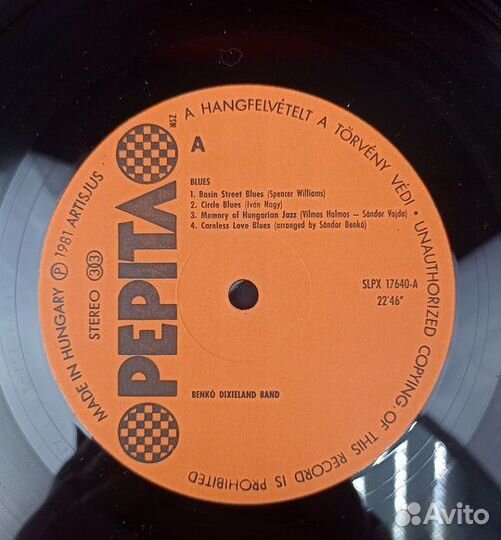 MADE IN HUNGARY Ⓟ 1981 ARTISJUS MSZ A HANGFELVÉTELT A TÖRVÉNY VÉDI • UNAUTHORIZED COPYING OF THIS RECORD IS PROHIBITED
STEREO 33
PEPITA
A
BLUES
1. Basin Street Blues (Spencer Williams)
2. Circle Blues (Iván Nagy)
3. Memory of Hungarian Jazz (Vilmos Halmos – Sándor Vajda)
4. Careless Love Blues (arranged by Sándor Benkó)
SLPX 17640-A
22'46"
BENKÓ DIXIELAND BAND
Avito